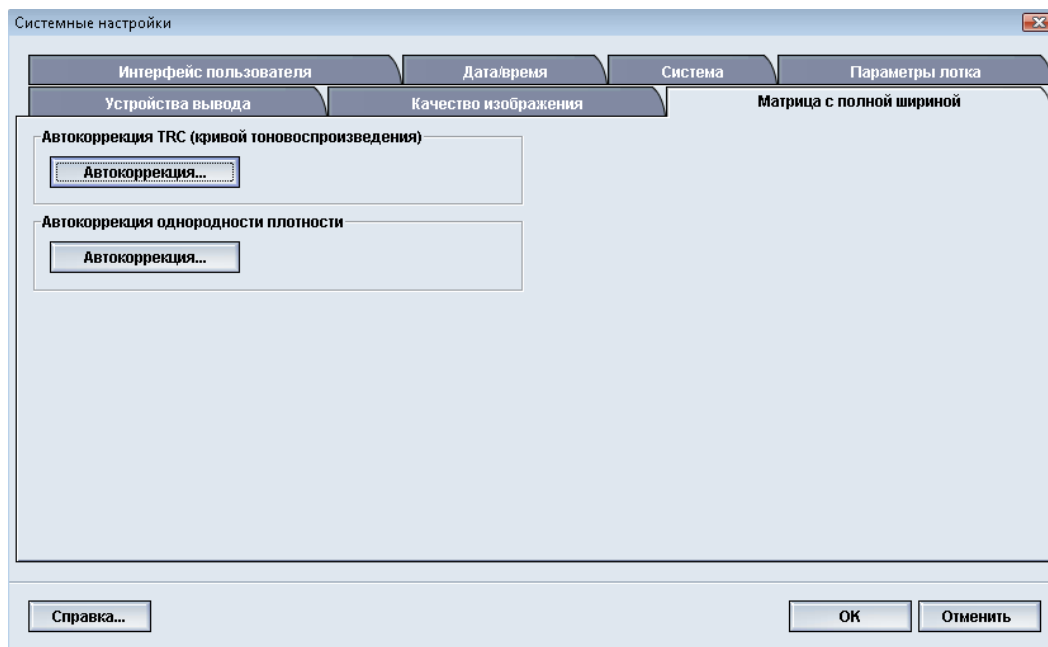 Системные настройки
Интерфейс пользователя Дата/время Система Параметры лотка
Устройства вывода Качество изображения Матрица с полной шириной
Автокоррекция TRC (кривой тоновоспроизведения)
Автокоррекция...
Автокоррекция однородности плотности
Автокоррекция...
Справка... ОК Отменить